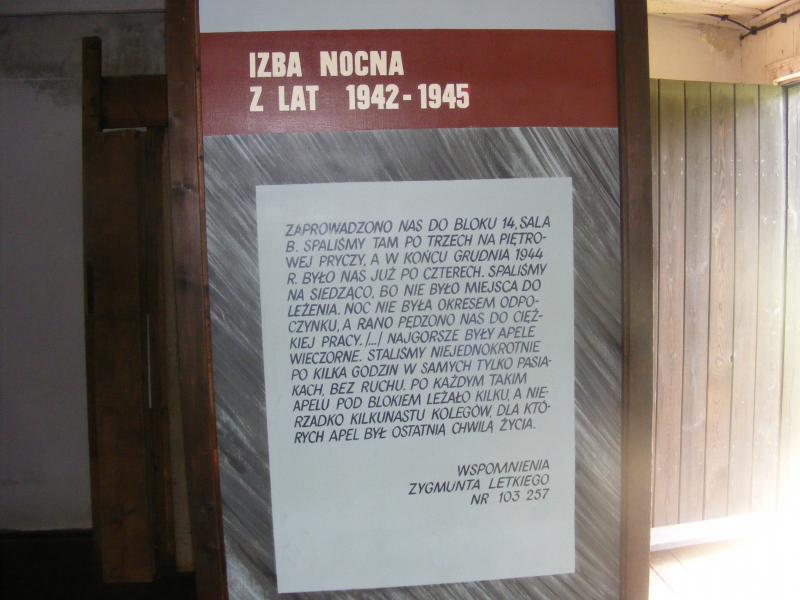 IZBA NOCNA
Z LAT 1942-1945
ZAPROWADZONO NAS DO BLOKU 14, SALA
B. SPALIŚMY TAM PO TRZECH NA PIĘTRO-
WEJ PRYCZY, A W KOŃCU GRUDNIA 1944
R. BYŁO NAS JUŻ PO CZTERECH. SPALIŚMY
NA SIEDZĄCO, BO NIE BYŁO MIEJSCA DO
LEŻENIA. NOC NIE BYŁA OKRESEM ODPO-
CZYNKU, A RANO PĘDZONO NAS DO CIĘŻ-
KIEJ PRACY. /.../ NAJGORSZE BYŁY APELE
WIECZORNE. STALIŚMY NIEJEDNOKROTNIE
PO KILKA GODZIN W SAMYCH TYLKO PASIA-
KACH, BEZ RUCHU. PO KAŻDYM TAKIM
APELU POD BLOKIEM LEŻAŁO KILKU, A NIE-
RZADKO KILKUNASTU KOLEGÓW, DLA KTÓ-
RYCH APEL BYŁ OSTATNIĄ CHWILĄ ŻYCIA.
WSPOMNIENIA
ZYGMUNTA LETKIEGO
NR 103 257